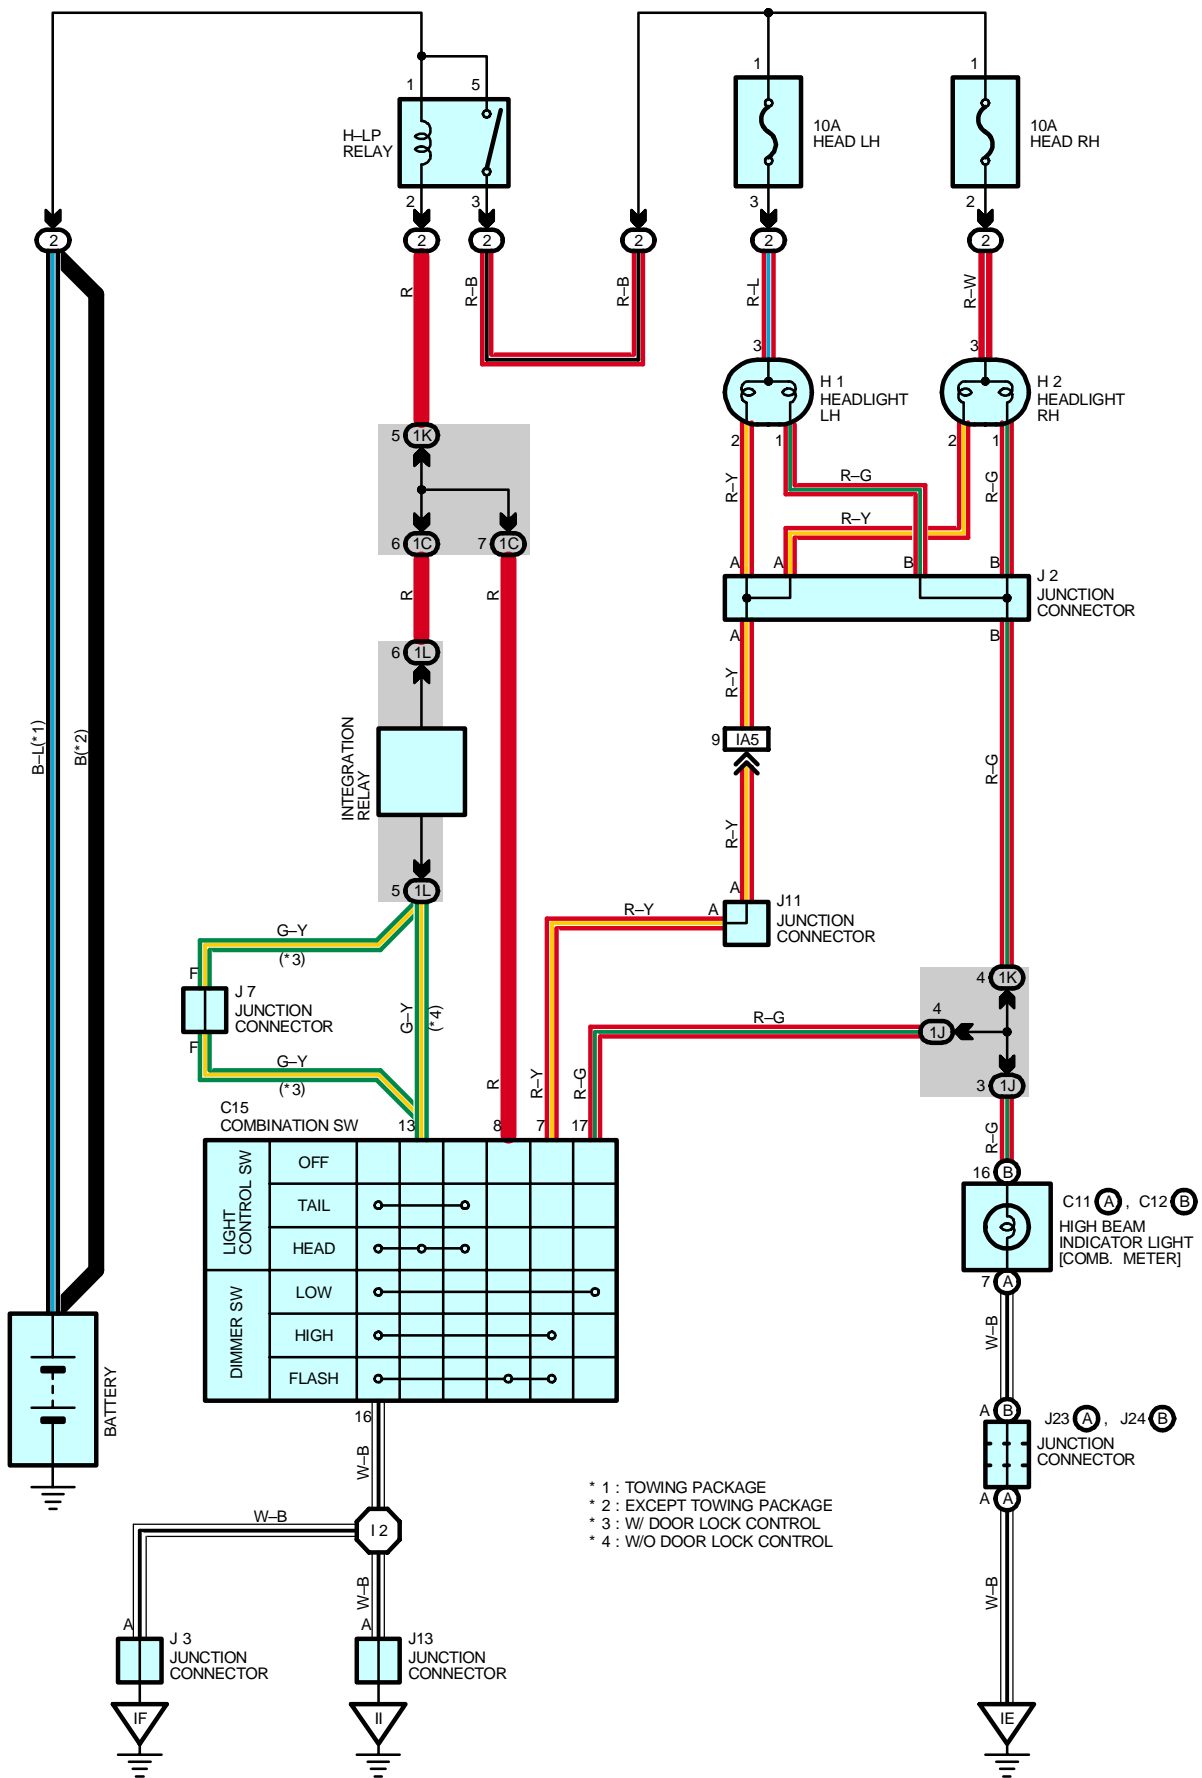 1
5
1
1
H–LP
RELAY
10A
HEAD LH
10A
HEAD RH
2
3
3
2
2
2
2
2
2
2
R
R–B
R–B
R–L
R–W
3
3
H 1
HEADLIGHT
LH
H 2
HEADLIGHT
RH
2
1
2
1
5
1K
R–Y
R–G
R–Y
R–G
6
1C
7
1C
A
A
B
B
J 2
JUNCTION
CONNECTOR
R
R
A
B
6
1L
R–Y
B–L(*1)
B(*2)
INTEGRATION
RELAY
9
IA5
R–G
R–Y
5
1L
A
J11
JUNCTION
CONNECTOR
R–Y
A
G–Y
(*3)
F
J 7
JUNCTION
CONNECTOR
F
G–Y
(*3)
G–Y
(*4)
4
1K
4
1J
R–G
3
1J
R
R–Y
R–G
R–G
C15
COMBINATION SW
13
8
7
17
16
B
LIGHT
CONTROL SW
OFF
TAIL
HEAD
DIMMER SW
LOW
HIGH
FLASH
C11 A , C12 B
HIGH BEAM
INDICATOR LIGHT
[COMB. METER]
7
A
W–B
BATTERY
16
A
B
J23 A , J24 B
JUNCTION
CONNECTOR
A
A
W–B
W–B
I 2
* 1 : TOWING PACKAGE
* 2 : EXCEPT TOWING PACKAGE
* 3 : W/ DOOR LOCK CONTROL
* 4 : W/O DOOR LOCK CONTROL
W–B
W–B
A
J 3
JUNCTION
CONNECTOR
A
J13
JUNCTION
CONNECTOR
IF
II
IE